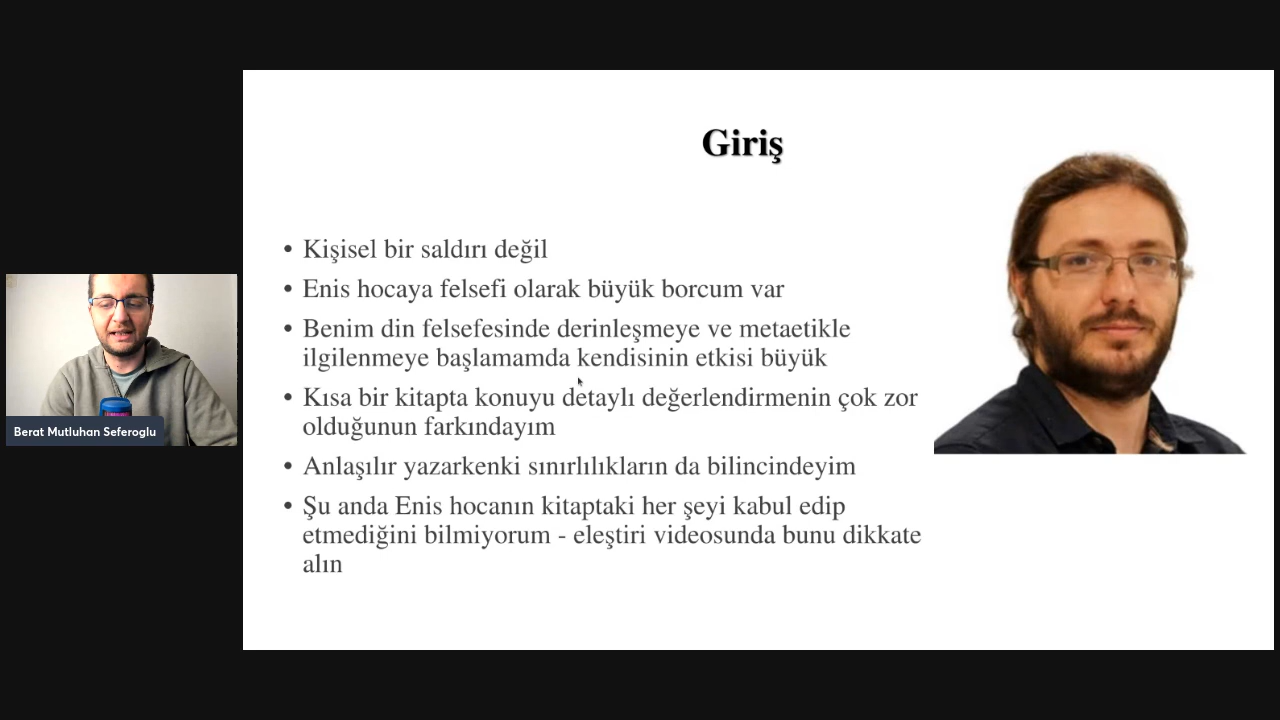 Giriş
• Kişisel bir saldırı değil
• Enis hocaya felsefi olarak büyük borcum var
• Benim din felsefesinde derinleşmeye ve metaetikle
ilgilenmeye başlamamda kendisinin etkisi büyük
• Kısa bir kitapta konuyu detaylı değerlendirmenin çok zor
olduğunun farkındayım
• Anlaşılır yazarkenki sınırlılıkların da bilincindeyim
• Şu anda Enis hocanın kitaptaki her şeyi kabul edip
etmediğini bilmiyorum - eleştiri videosunda bunu dikkate
alın
Berat Mutluhan Seferoglu